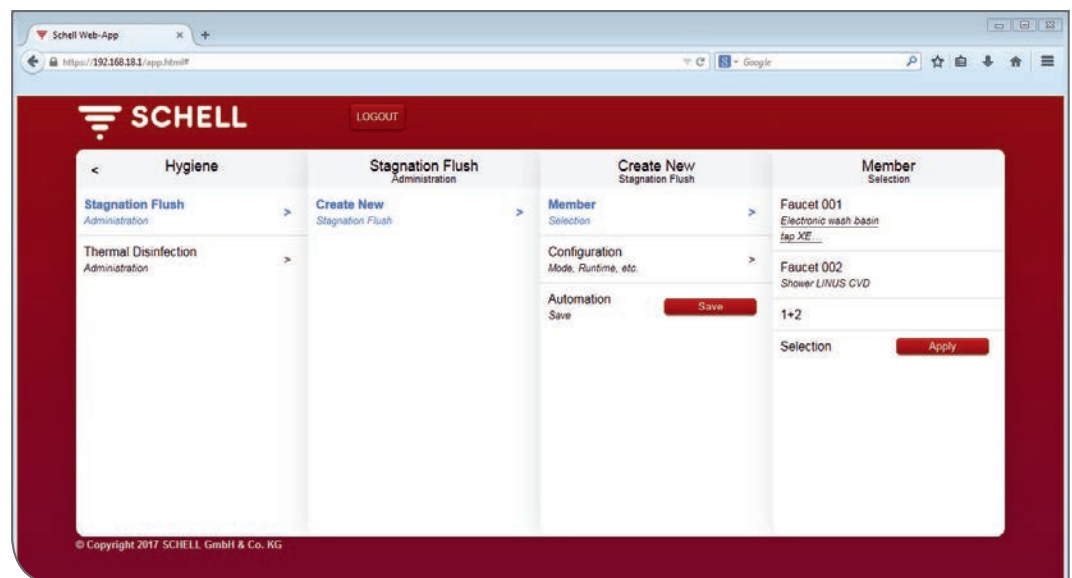 Schell Web-App
https://192.168.18.1/app.html#
Google
SCHELL
LOGOUT
< Hygiene
Stagnation Flush
Administration
>
Thermal Disinfection
Administration
>
Stagnation Flush
Administration
Create New
Stagnation Flush
>
Create New
Stagnation Flush
Member
Selection
>
Configuration
Mode, Runtime, etc.
>
Automation
Save
Save
Member
Selection
Faucet 001
Electronic wash basin
tap XE...
Faucet 002
Shower LINUS CVD
1+2
Selection
Apply
© Copyright 2017 SCHELL GmbH & Co. KG